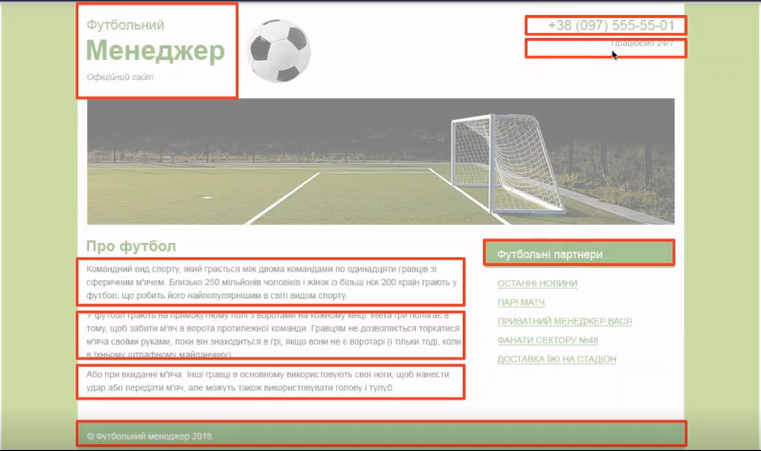 Футбольний
Менеджер
Офіційний сайт
+38 (097) 555-55-01
Працюємо 24/7
Про футбол
Командний вид спорту, який грається між двома командами по одинадцяти гравців зі
сферичним м'ячем. Близько 250 мільйонів чоловіків і жінок із більш ніж 200 країн грають у
футбол, що робить його найпопулярнішим в світі видом спорту.
У футбол грають на прямокутному полі з воротами на кожному кінці. Мета гри полягає в
тому, щоб забити м'яч в ворота протилежної команди. Гравцям не дозволяється торкатися
м'яча своїми руками, поки він знаходиться в грі, якщо вони не є воротарі (і тільки тоді, коли
в їхньому штрафному майданчику)
Або при вкиданні м'яча. Інші гравці в основному використовують свої ноги, щоб нанести
удар або передати м'яч, але можуть також використовувати голову і тулуб.
Футбольні партнери
ОСТАННІ НОВИНИ
ПАРІ МАТЧ
ПРИВАТНИЙ МЕНЕДЖЕР ВАСЯ
ФАНАТИ СЕКТОРУ №48
ДОСТАВКА ЇЖІ НА СТАДІОН
© Футбольний менеджер 2016.